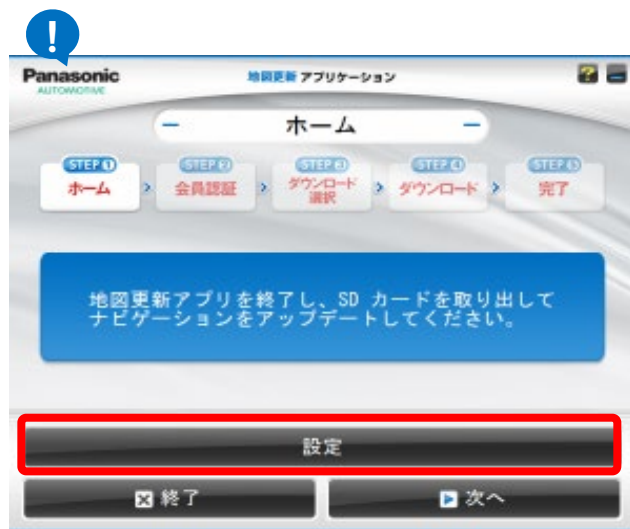 !
Panasonic
AUTOMOTIVE
地図更新 アプリケーション
?
ホーム
STEP 1
ホーム
STEP 2
会員認証
STEP 3
ダウンロード
選択
STEP 4
ダウンロード
STEP 5
完了
地図更新アプリを終了し、SD カードを取り出して
ナビゲーションをアップデートしてください。
設定
終了
次へ